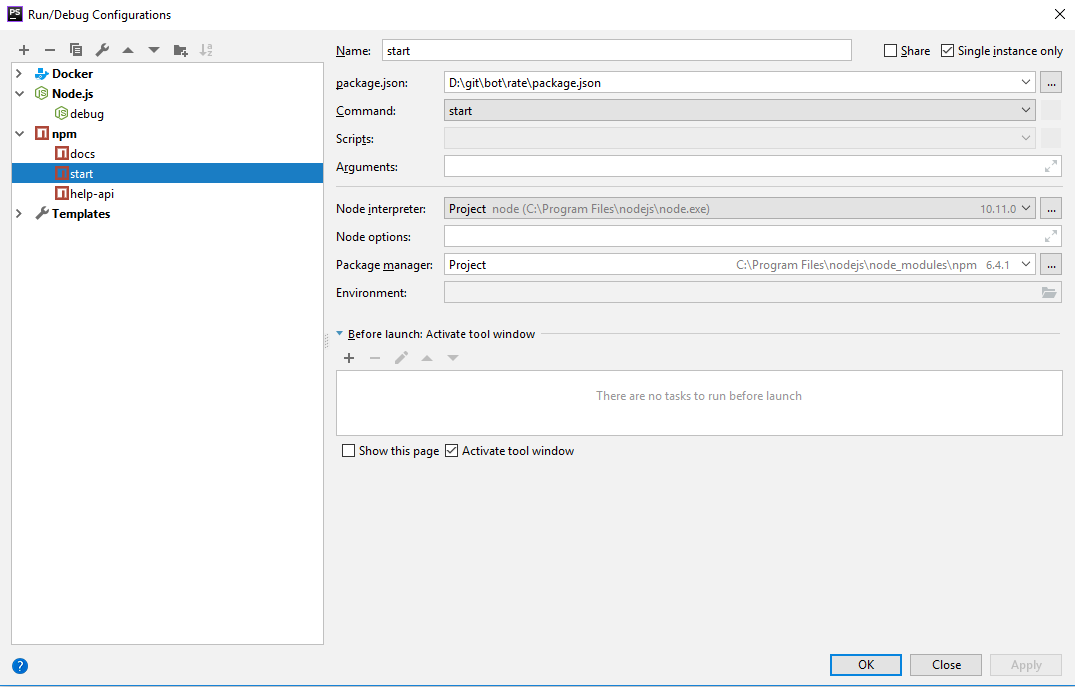 PS Run/Debug Configurations
Name: start Share Single instance only
Docker
Node.js
debug
npm
docs
start
help-api
Templates
package.json: D:\git\bot\rate\package.json ...
Command: start
Scripts:
Arguments:
Node interpreter: Project node (C:\Program Files\nodejs\node.exe) 10.11.0 ...
Node options:
Package manager: Project C:\Program Files\nodejs\node_modules\npm 6.4.1 ...
Environment:
Before launch: Activate tool window
There are no tasks to run before launch
Show this page Activate tool window
? OK Close Apply